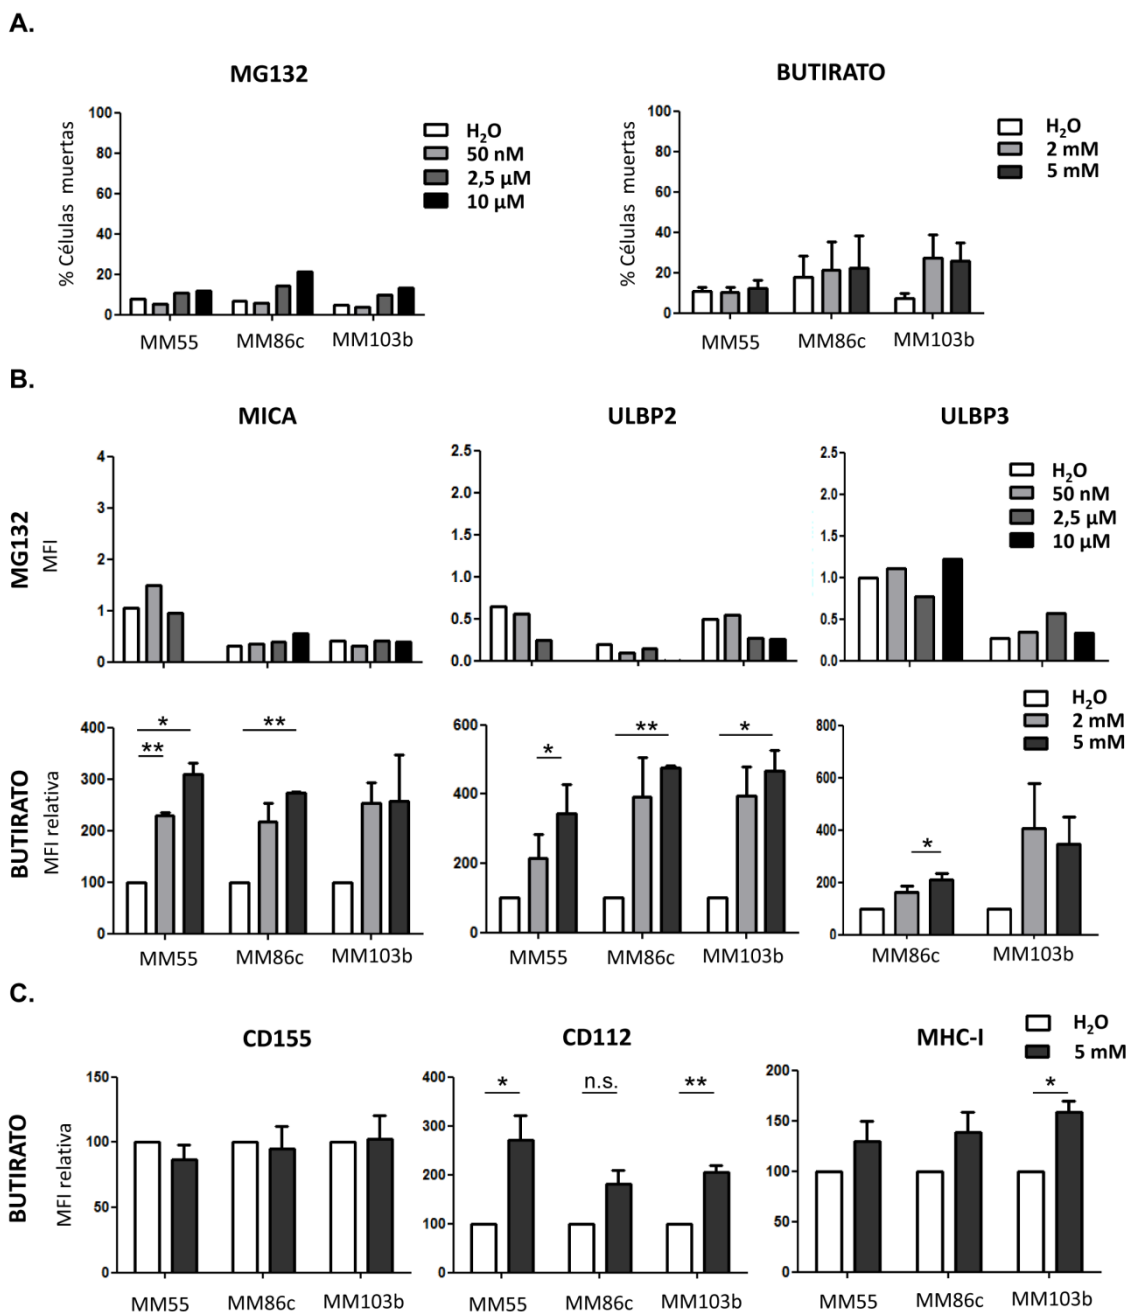 A.
MG132
% Células muertas
100
80
60
40
20
0
MM55 MM86c MM103b
H₂O
50 nM
2,5 µM
10 µM
BUTIRATO
% Células muertas
100
80
60
40
20
0
MM55 MM86c MM103b
H₂O
2 mM
5 mM
B.
MG132
MFI
MICA
4
3
2
1
0
ULBP2
2.5
2.0
1.5
1.0
0.5
0.0
ULBP3
2.5
2.0
1.5
1.0
0.5
0.0
H₂O
50 nM
2,5 µM
10 µM
BUTIRATO
MFI relativa
400
300
200
100
0
*
**
**
MM55 MM86c MM103b
600
400
200
0
*
**
*
MM55 MM86c MM103b
800
600
400
200
0
*
MM86c MM103b
H₂O
2 mM
5 mM
C.
BUTIRATO
MFI relativa
CD155
150
100
50
0
MM55 MM86c MM103b
CD112
400
300
200
100
0
* n.s. **
MM55 MM86c MM103b
MHC-I
200
150
100
50
0
*
MM55 MM86c MM103b
H₂O
5 mM